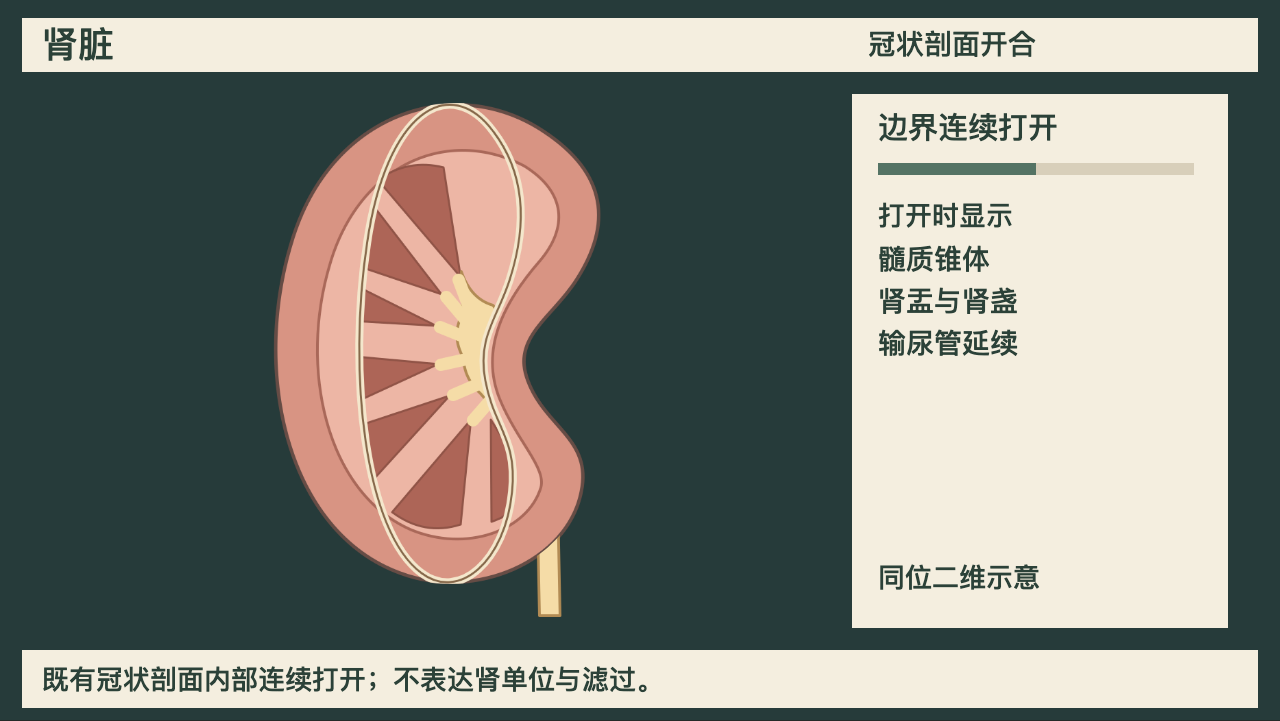 肾脏
冠状剖面开合
边界连续打开
打开时显示
髓质锥体
肾盂与肾盏
输尿管延续
同位二维示意
既有冠状剖面内部连续打开；不表达肾单位与滤过。